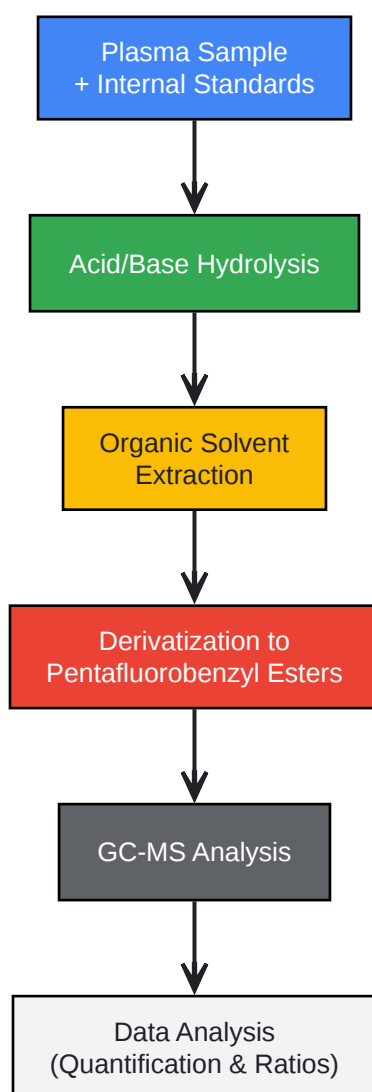 Plasma Sample
+ Internal Standards
Acid/Base Hydrolysis
Organic Solvent
Extraction
Derivatization to
Pentafluorobenzyl Esters
GC-MS Analysis
Data Analysis
(Quantification & Ratios)